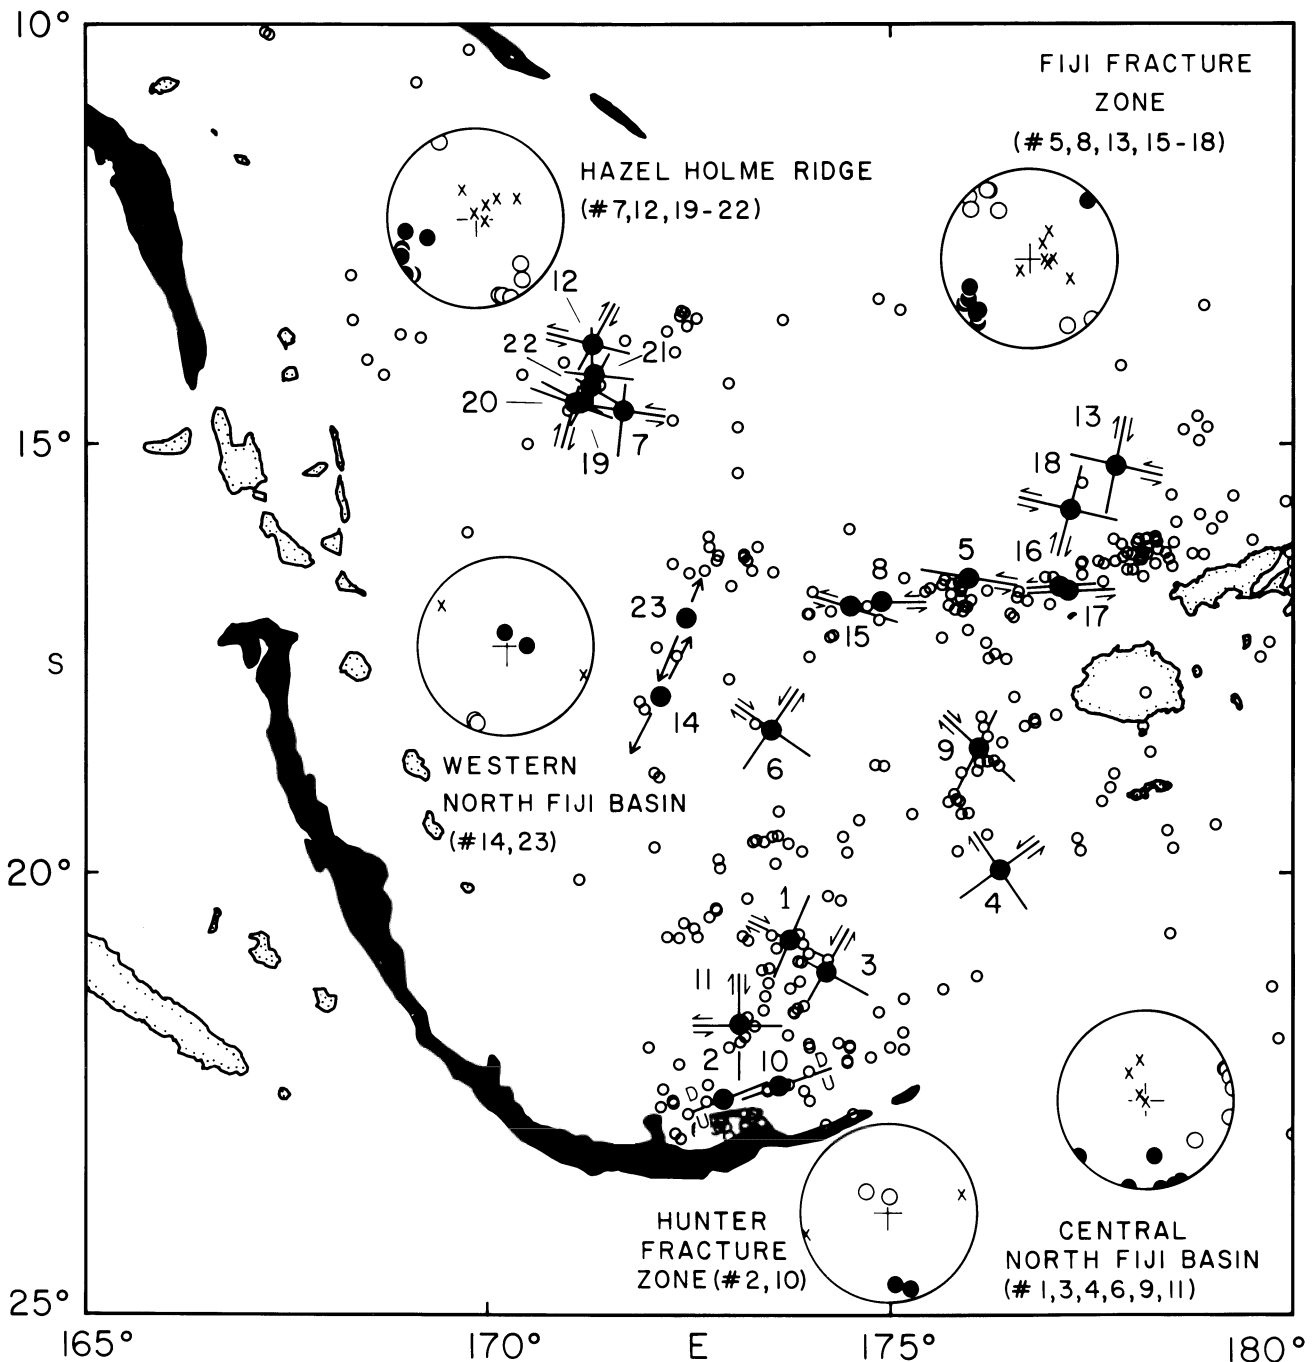 10°
FIJI FRACTURE
ZONE
(#5,8,13,15-18)
HAZEL HOLME RIDGE
(#7,12,19-22)
12
22
21
20
7
19
15°
13
18
5
16
8
17
15
23
S
14
6
9
WESTERN
NORTH FIJI BASIN
(#14,23)
20°
4
1
3
11
2
10
D
U
D
U
HUNTER
FRACTURE
ZONE (#2,10)
CENTRAL
NORTH FIJI BASIN
(#1,3,4,6,9,11)
25°
165°
170°
E
175°
180°